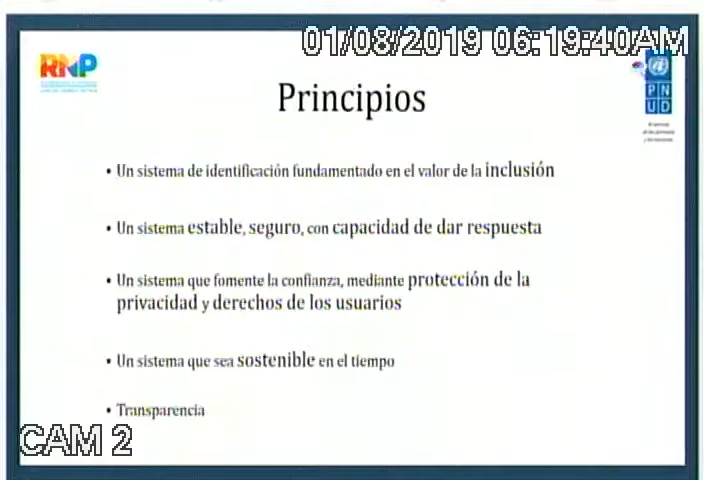 01/08/2019 06:19:40AM
RNP
PN
UD
Principios
• Un sistema de identificación fundamentado en el valor de la inclusión
• Un sistema estable, seguro, con capacidad de dar respuesta
• Un sistema que fomente la confianza, mediante protección de la
privacidad y derechos de los usuarios
• Un sistema que sea sostenible en el tiempo
• Transparencia
CAM 2